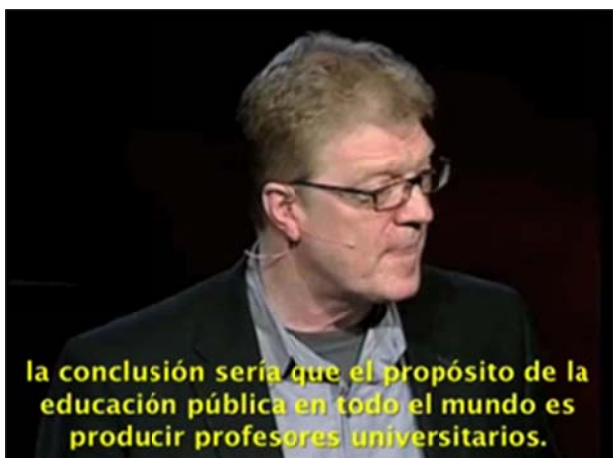 la conclusión sería que el propósito de la
educación pública en todo el mundo es
producir profesores universitarios.